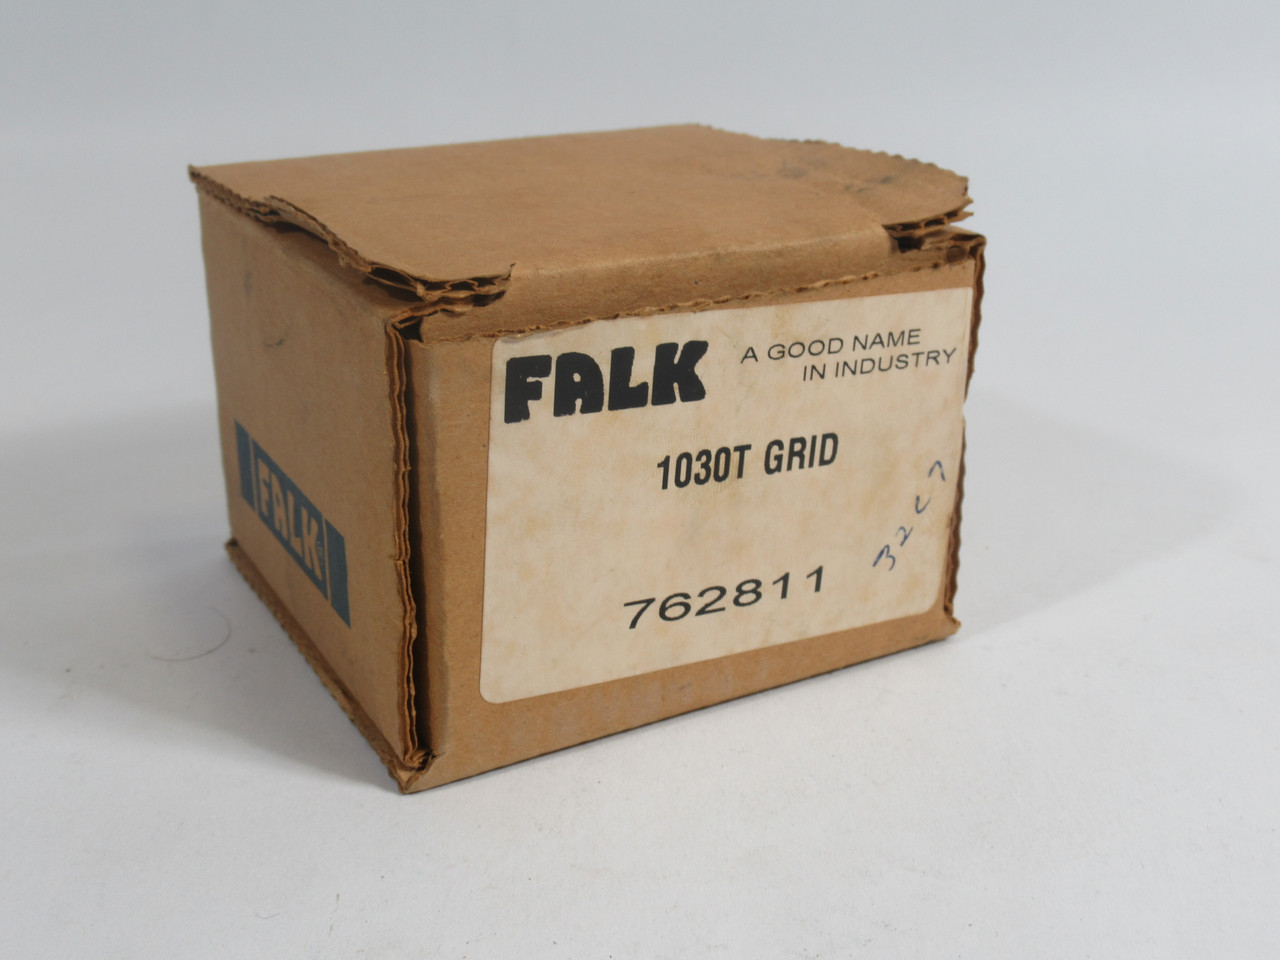 FALK
A GOOD NAME
IN INDUSTRY
1030T GRID
762811
FALK